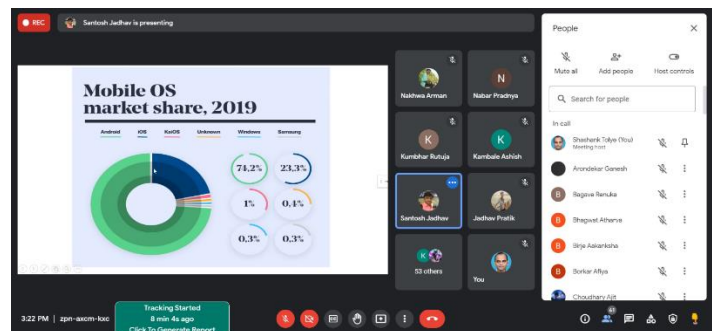 REC
Santosh Jadhav is presenting
Mobile OS
market share, 2019
Android iOS KaiOS Unknown Windows Samsung
74,2% 23,3%
1% 0,4%
0,3% 0,3%
Nakhwa Arman
N
Nabar Pradnya
K
Kumbhar Rutuja
K
Kambale Ashish
Santosh Jadhav
Jadhav Pratik
K
53 others
You
People
Mute all Add people Host controls
Search for people
In call
Shashank Tolye (You)
Meeting host
Arondekar Ganesh
B Bagave Renuka
B Bhagwat Atharva
B Birje Aakanksha
B Borkar Afiya
Choudhary Ajit
3:22 PM | zpn-axcm-kxc
Tracking Started
8 min 4s ago
Click To Generate Report
61